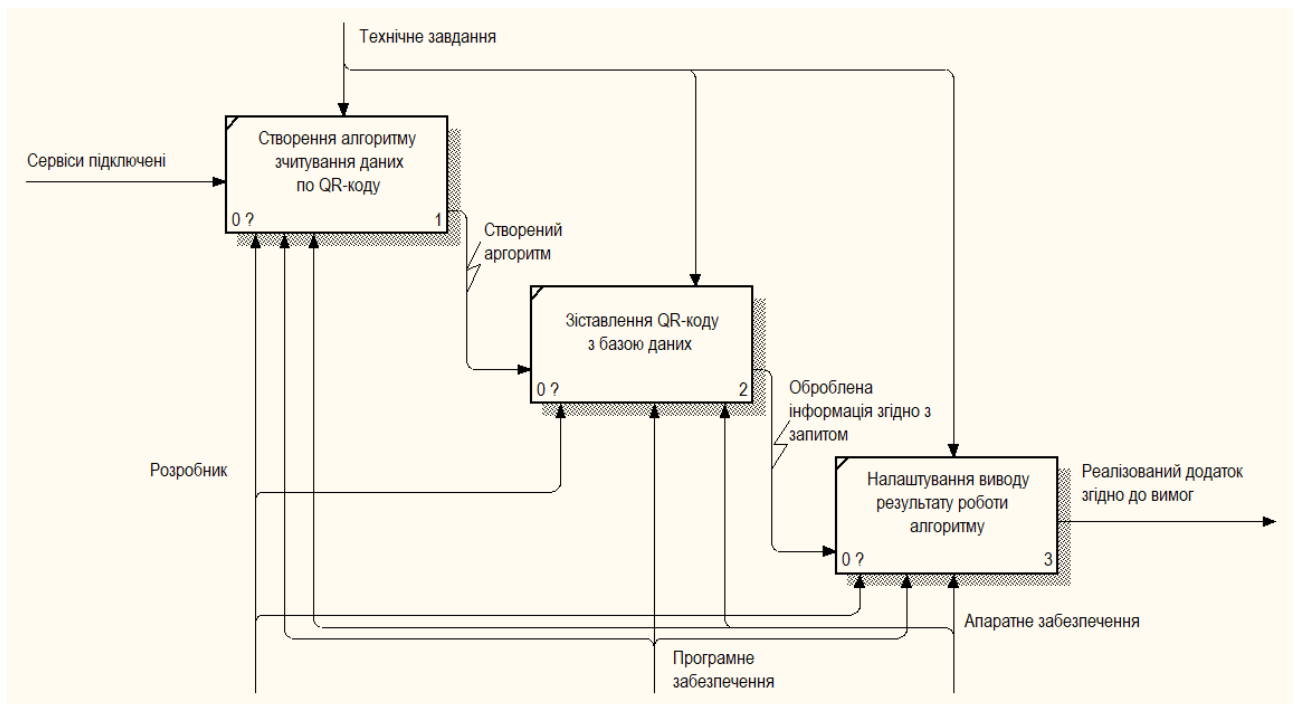 Технічне завдання
Створення алгоритму
зчитування даних
по QR-коду
0 ?
1
Сервіси підключені
Створений
аргоритм
Зіставлення QR-коду
з базою даних
0 ?
2
Оброблена
інформація згідно з
запитом
Розробник
Налаштування виводу
результату роботи
алгоритму
0 ?
3
Реалізований додаток
згідно до вимог
Апаратне забезпечення
Програмне
забезпечення